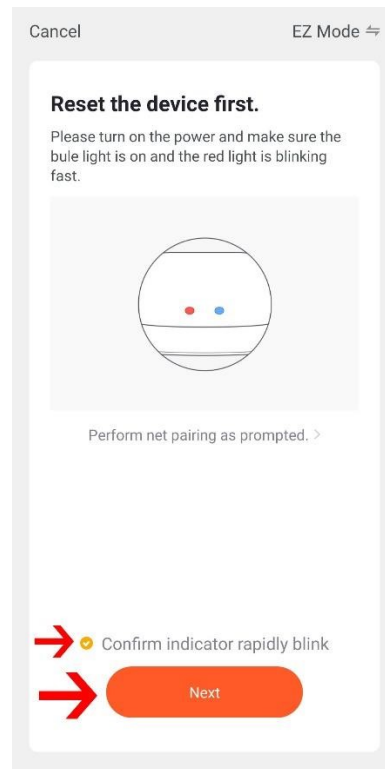 Cancel
EZ Mode ⇋
Reset the device first.
Please turn on the power and make sure the
bule light is on and the red light is blinking
fast.
Perform net pairing as prompted. >
Confirm indicator rapidly blink
Next